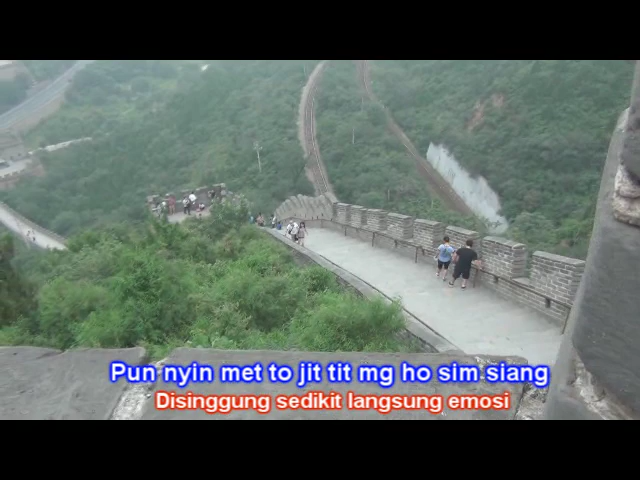 Pun nyin met to jit tit mg ho sim siang
Disinggung sedikit langsung emosi